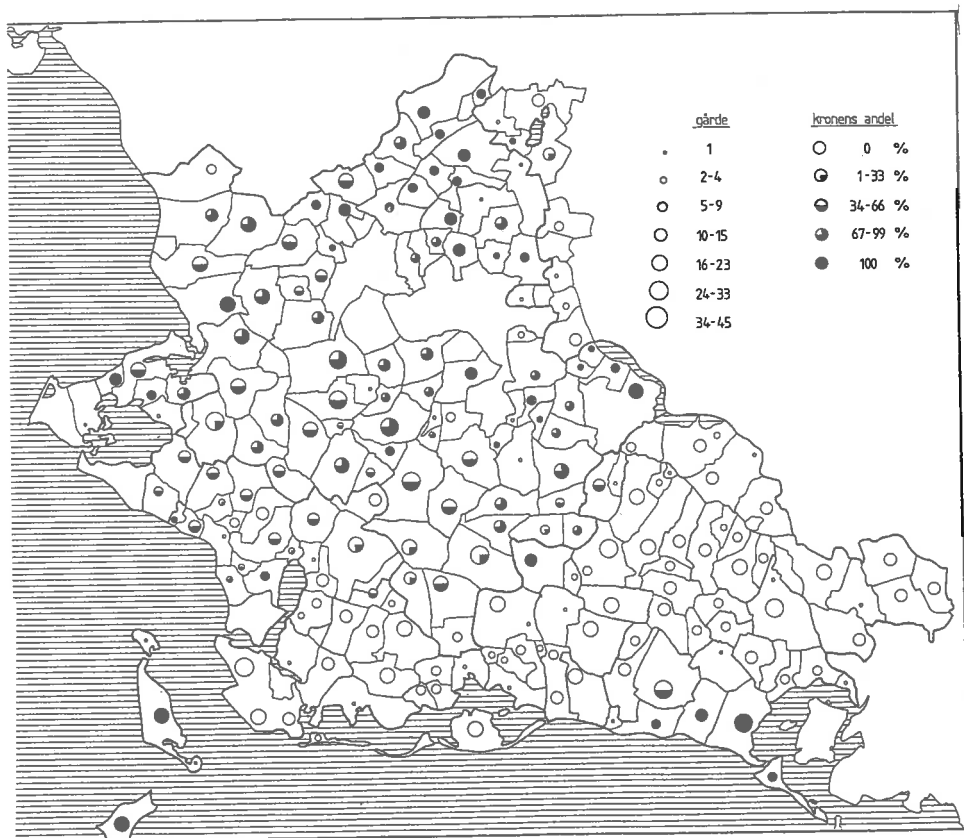 gårde kronens andel
1 0 %
2-4 1-33 %
5-9 34-66 %
10-15 67-99 %
16-23 100 %
24-33
34-45